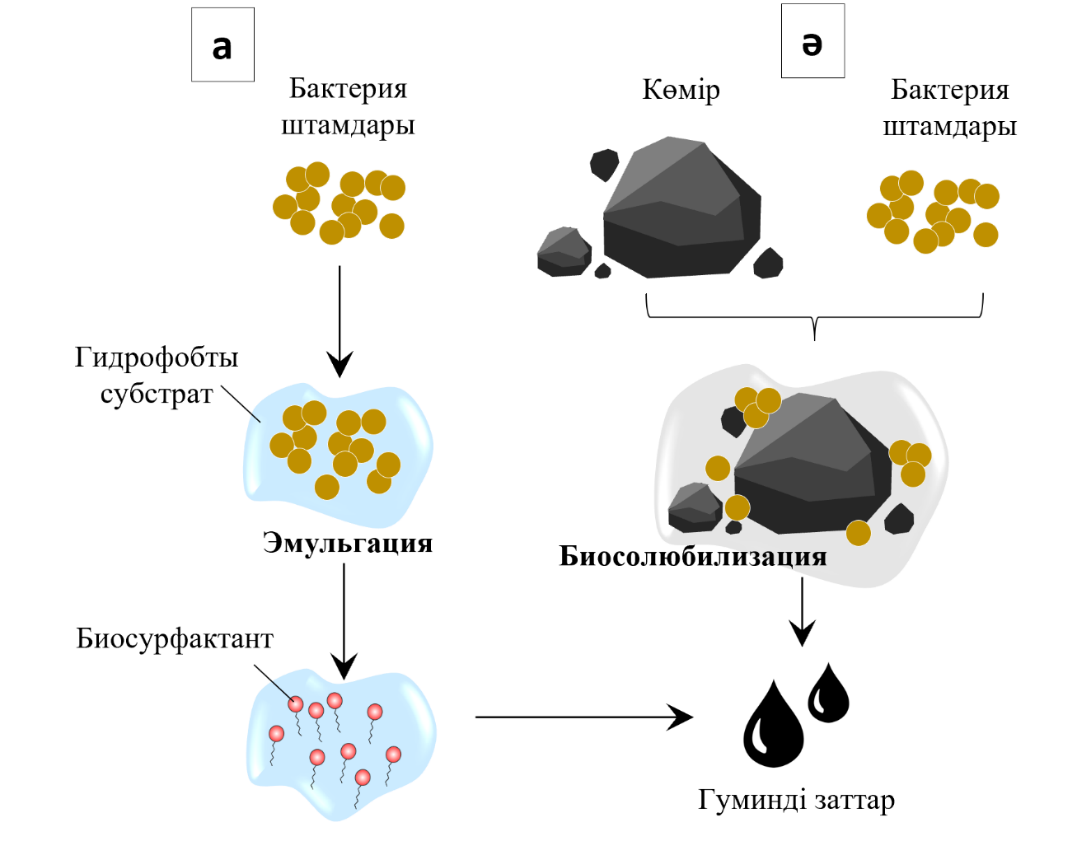 а
Бактерия
штамдары
Гидрофобты
субстрат
Эмульгация
Биосурфактант
ә
Көмір
Бактерия
штамдары
Биосолюбилизация
Гуминді заттар